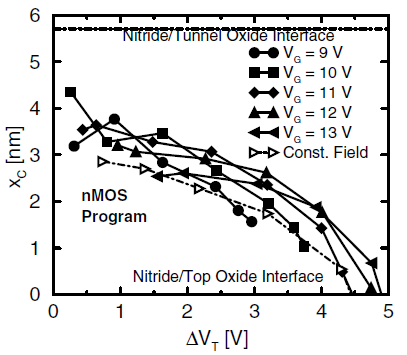 6
Nitride/Tunnel Oxide Interface
V_G = 9 V
5
V_G = 10 V
V_G = 11 V
4
V_G = 12 V
V_G = 13 V
3
Const. Field
x_C [nm]
2
nMOS
Program
1
Nitride/Top Oxide Interface
0
0 1 2 3 4 5
ΔV_T [V]